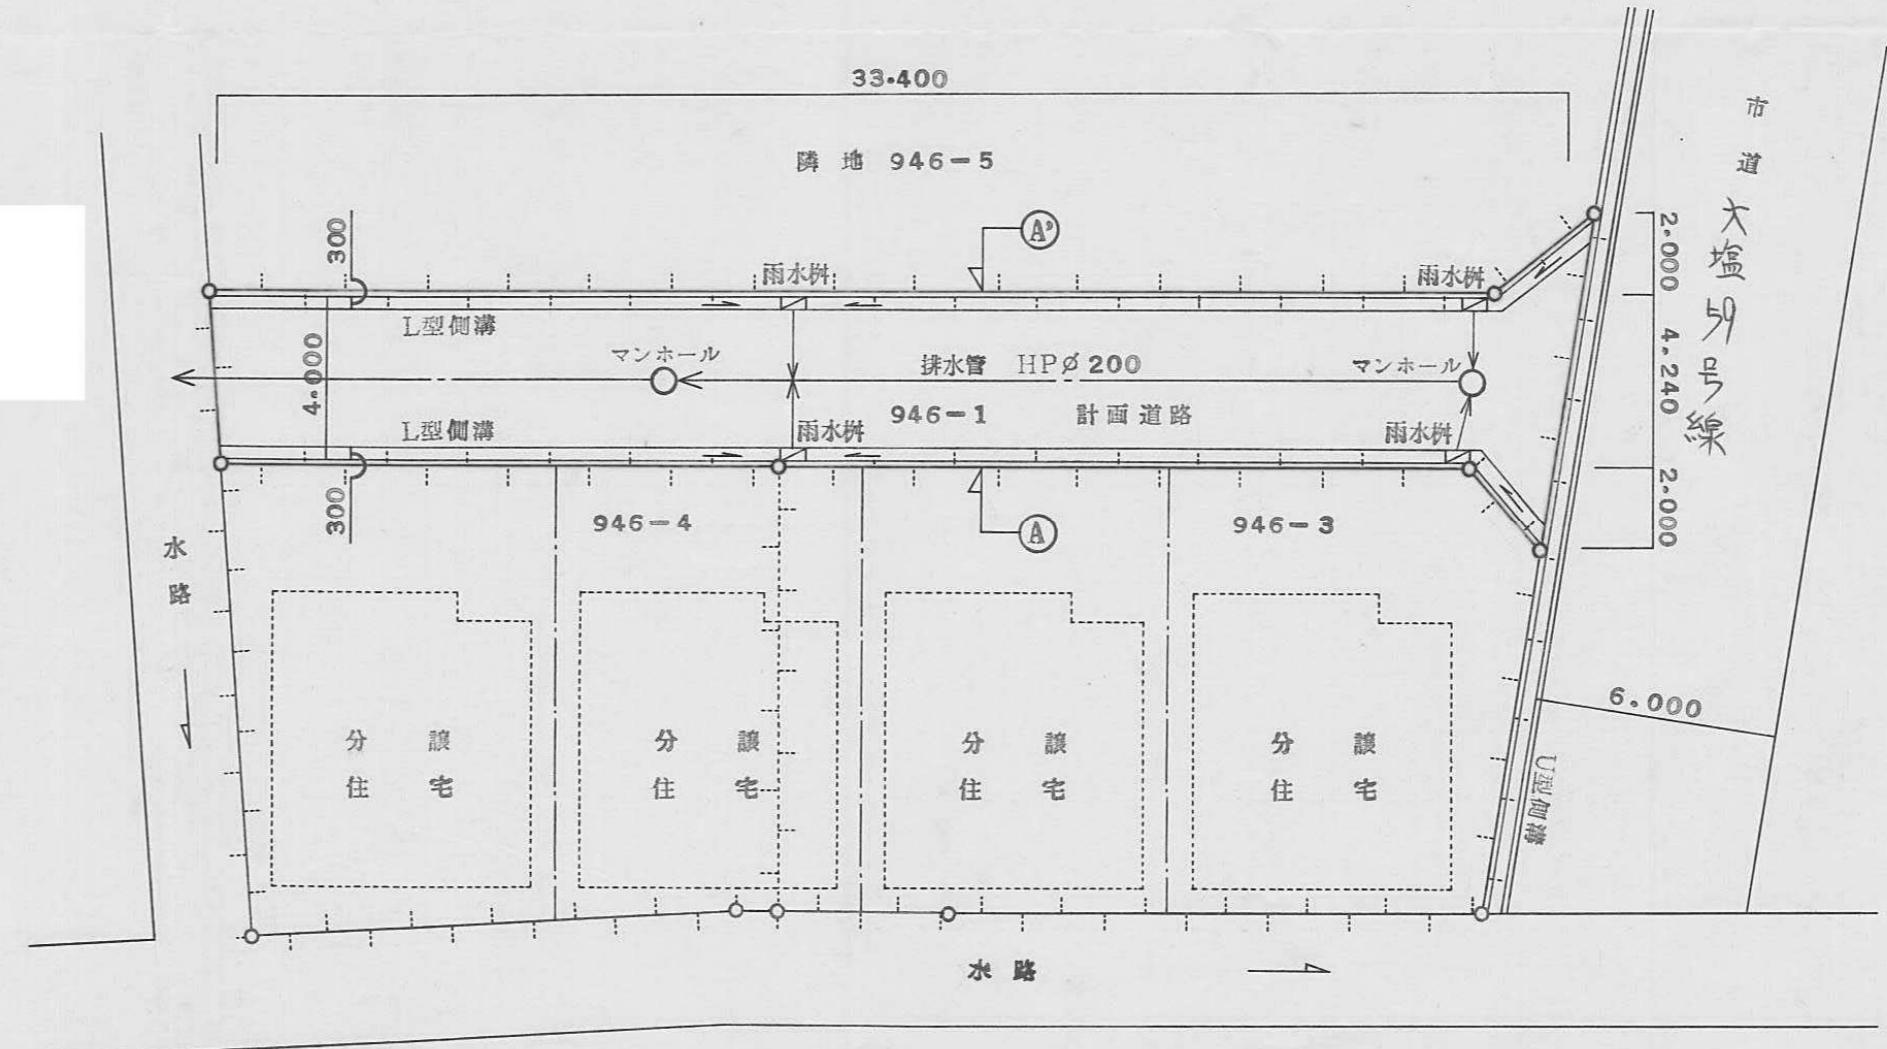 33.400
隣地 946-5
市道 大塩59号線
300
A'
2.000
雨水桝
雨水桝
L型側溝
4.000
マンホール
排水管 HPφ200
マンホール
4.240
946-1 計画道路
L型側溝
雨水桝
雨水桝
2.000
300
946-4
A
946-3
水路
6.000
分譲
住宅
分譲
住宅
分譲
住宅
分譲
住宅
U型側溝
水路